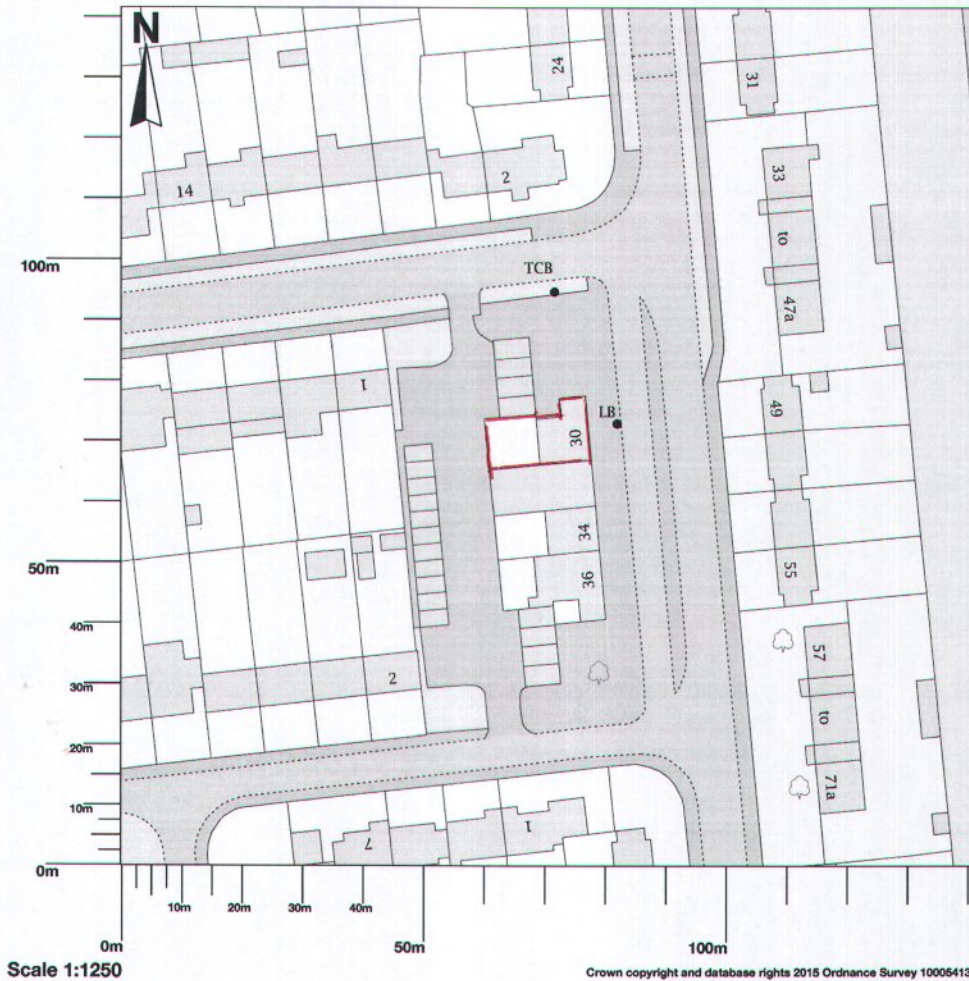 N
24
31
14
2
33
to
47a
100m
TCB
1
49
LB
30
34
36
50m
55
40m
57
to
71a
30m
2
20m
10m
7
1
0m
10m
20m
30m
40m
0m
50m
100m
Scale 1:1250
Crown copyright and database rights 2015 Ordnance Survey 10005413